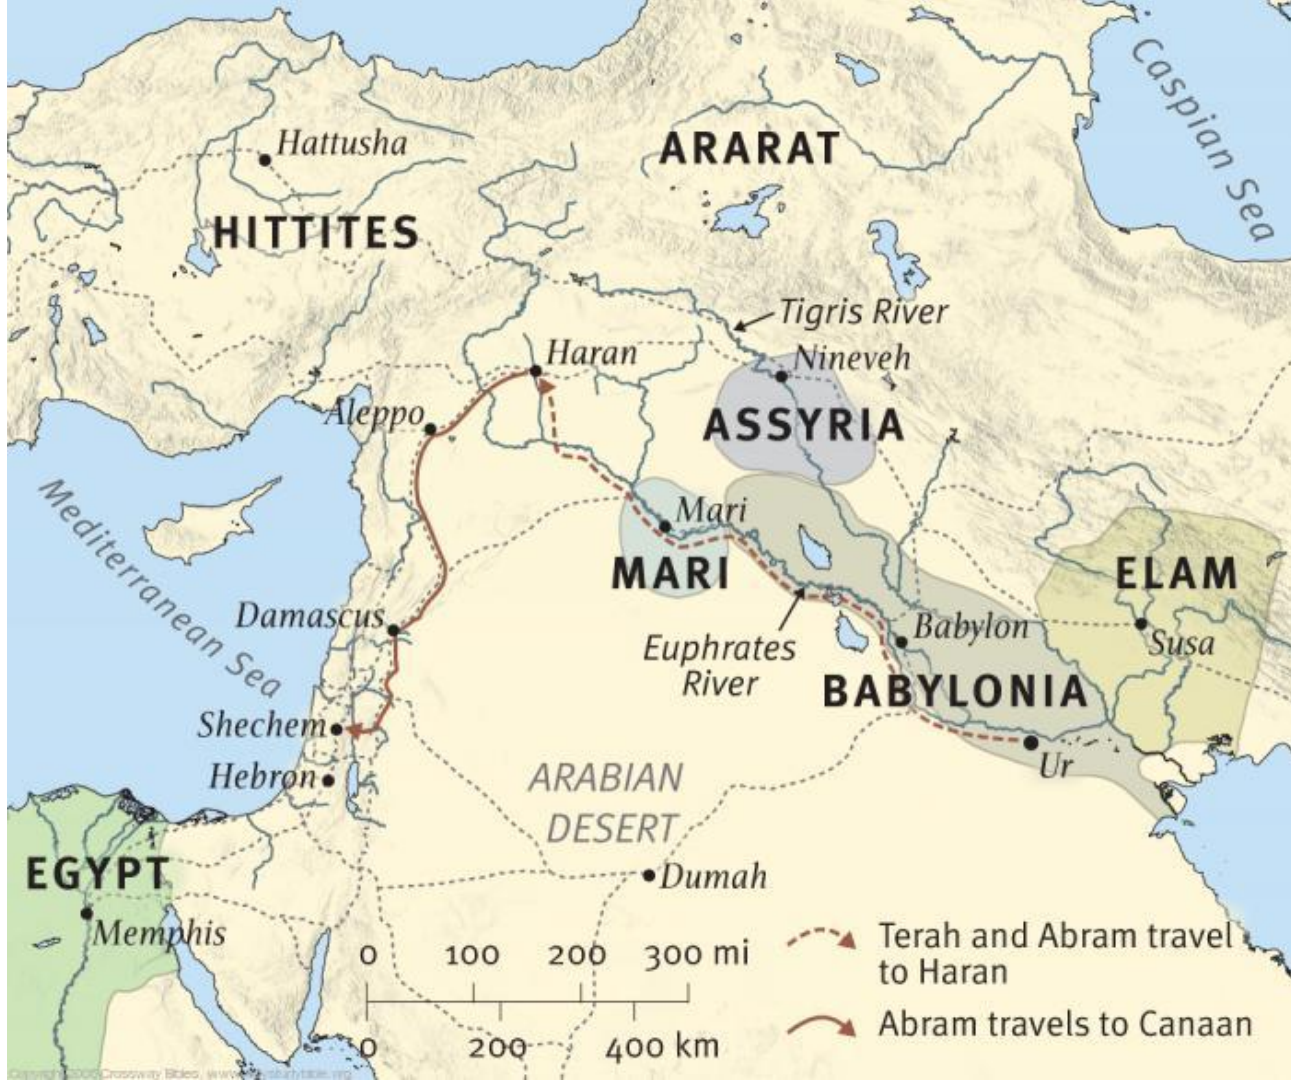 Caspian Sea
Hattusha
ARARAT
HITTITES
Tigris River
Haran
Nineveh
Aleppo
ASSYRIA
Mediterranean Sea
Mari
MARI
ELAM
Damascus
Babylon
Susa
Euphrates
River
BABYLONIA
Shechem
Ur
Hebron
ARABIAN
DESERT
EGYPT
Dumah
Memphis
0 100 200 300 mi
0 200 400 km
Terah and Abram travel
to Haran
Abram travels to Canaan
Crossway Bibles,